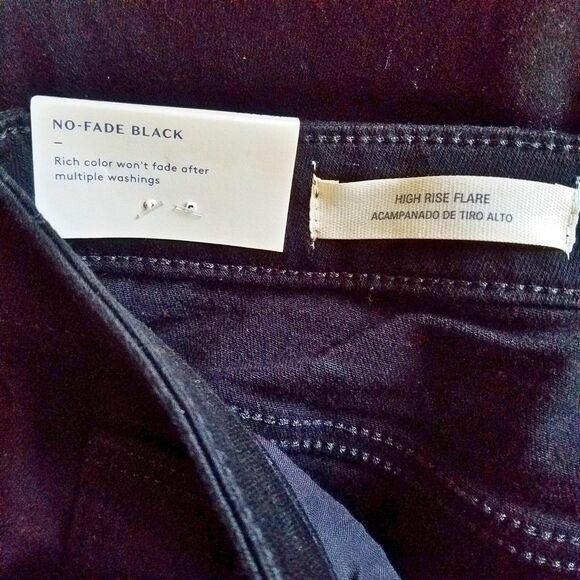 NO-FADE BLACK
–
Rich color won't fade after
multiple washings
HIGH RISE FLARE
ACAMPANADO DE TIRO ALTO